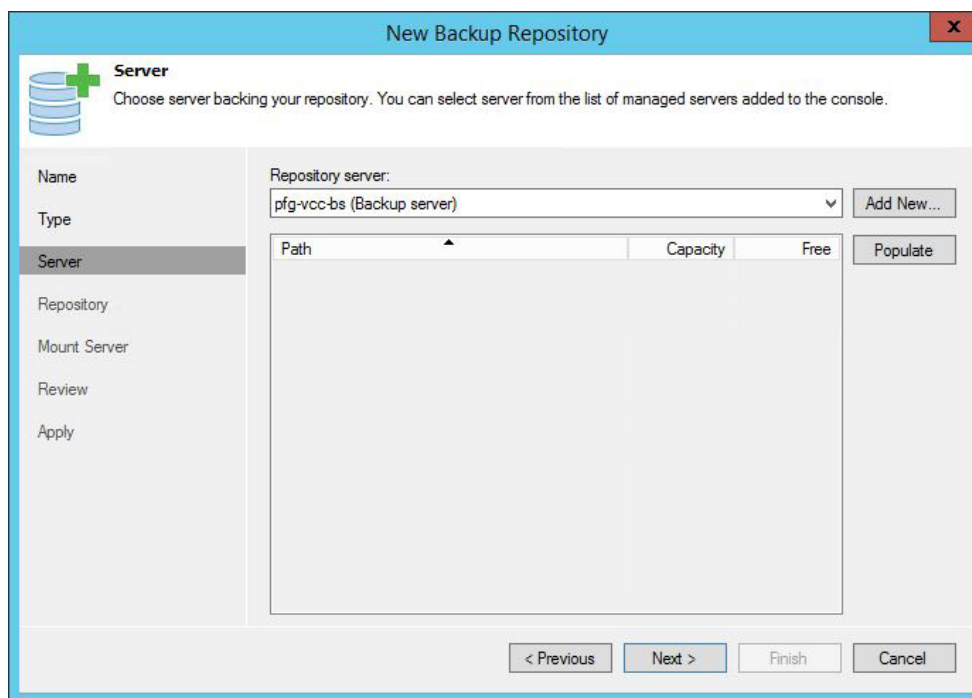 New Backup Repository
x
Server
Choose server backing your repository. You can select server from the list of managed servers added to the console.
Name
Type
Server
Repository
Mount Server
Review
Apply
Repository server:
pfg-vcc-bs (Backup server)
Add New...
Path Capacity Free
Populate
< Previous Next > Finish Cancel